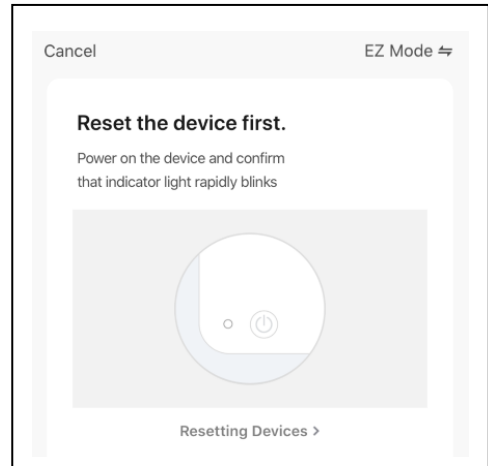 Cancel
EZ Mode ⇋
Reset the device first.
Power on the device and confirm
that indicator light rapidly blinks
Resetting Devices >